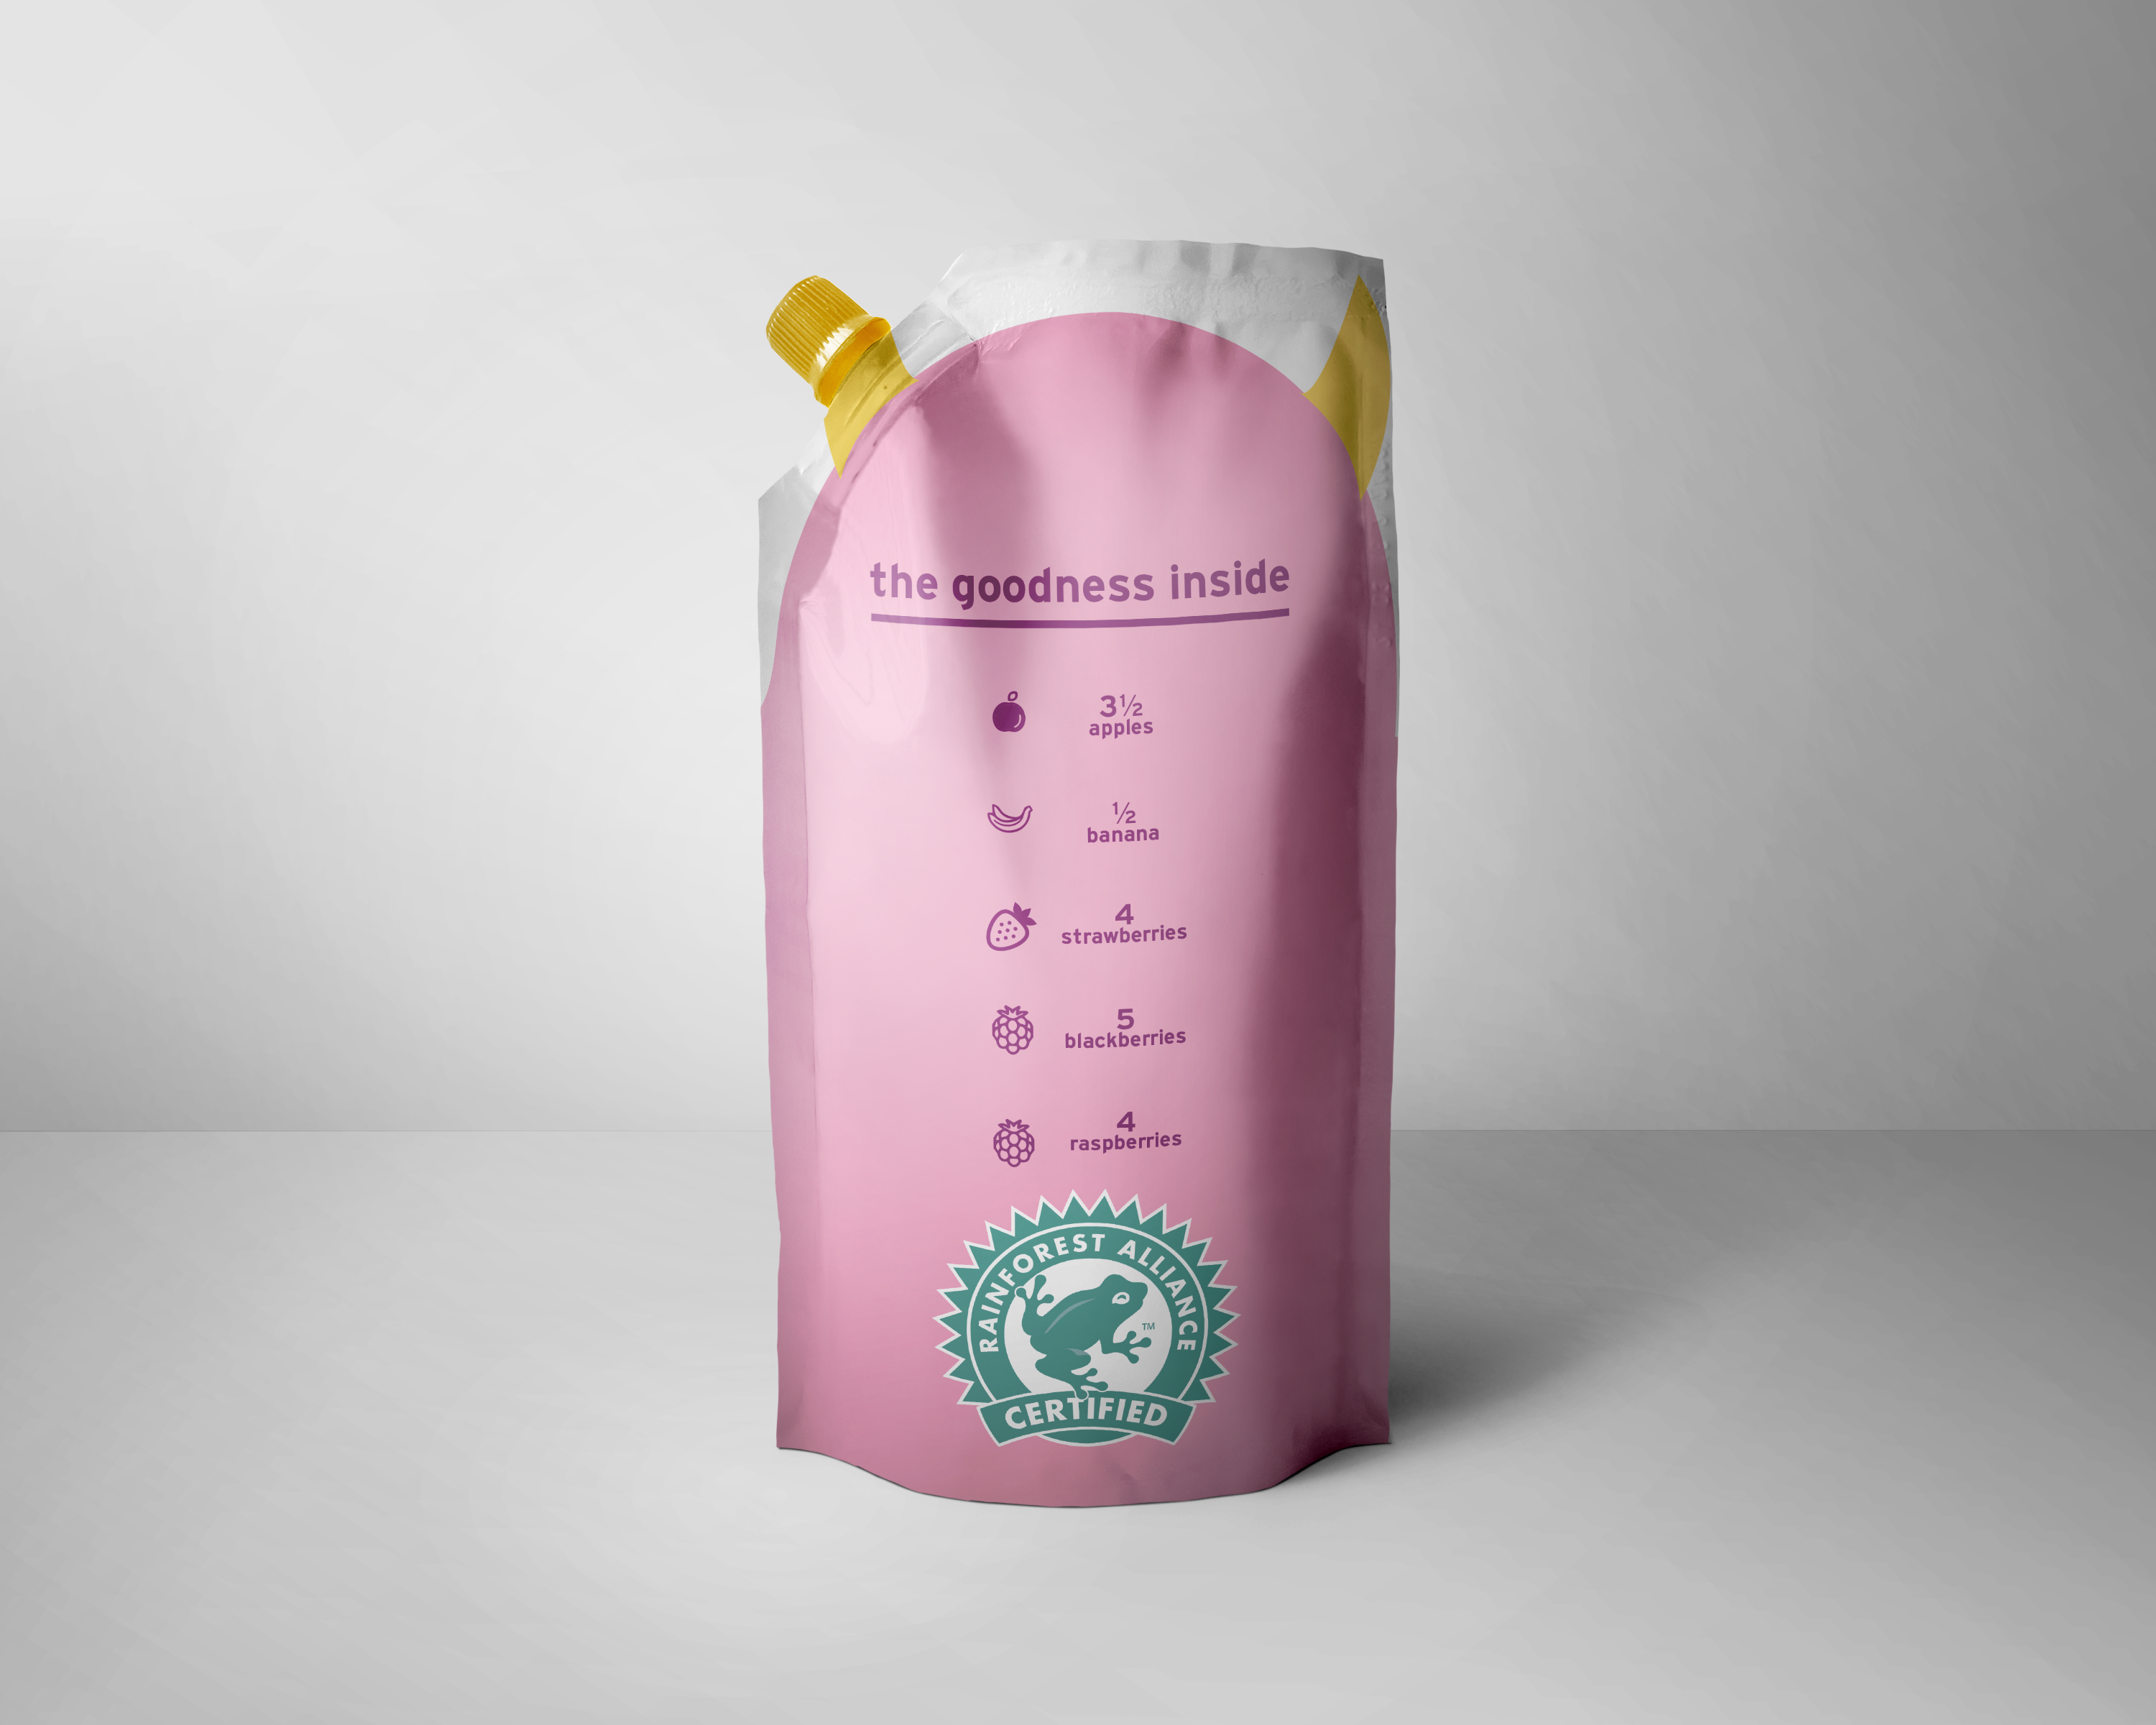 the goodness inside
3½
apples
½
banana
4
strawberries
5
blackberries
4
raspberries
RAINFOREST ALLIANCE
TM
CERTIFIED